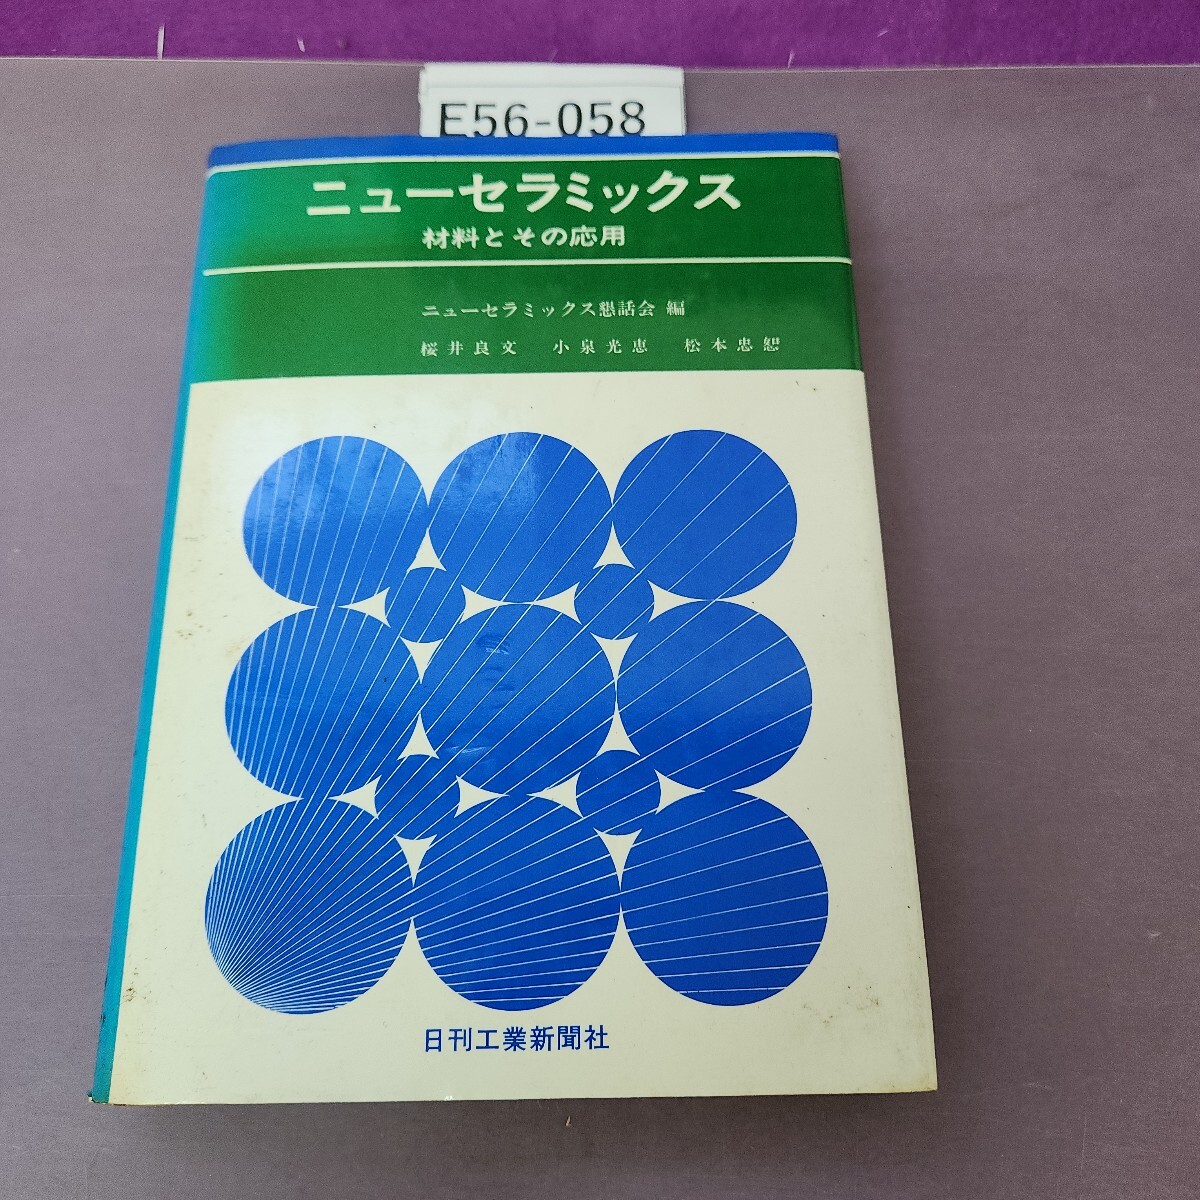 E56-058
ニューセラミックス
材料とその応用
ニューセラミックス懇話会 編
桜井良文 小泉光恵 松本忠恕
日刊工業新聞社